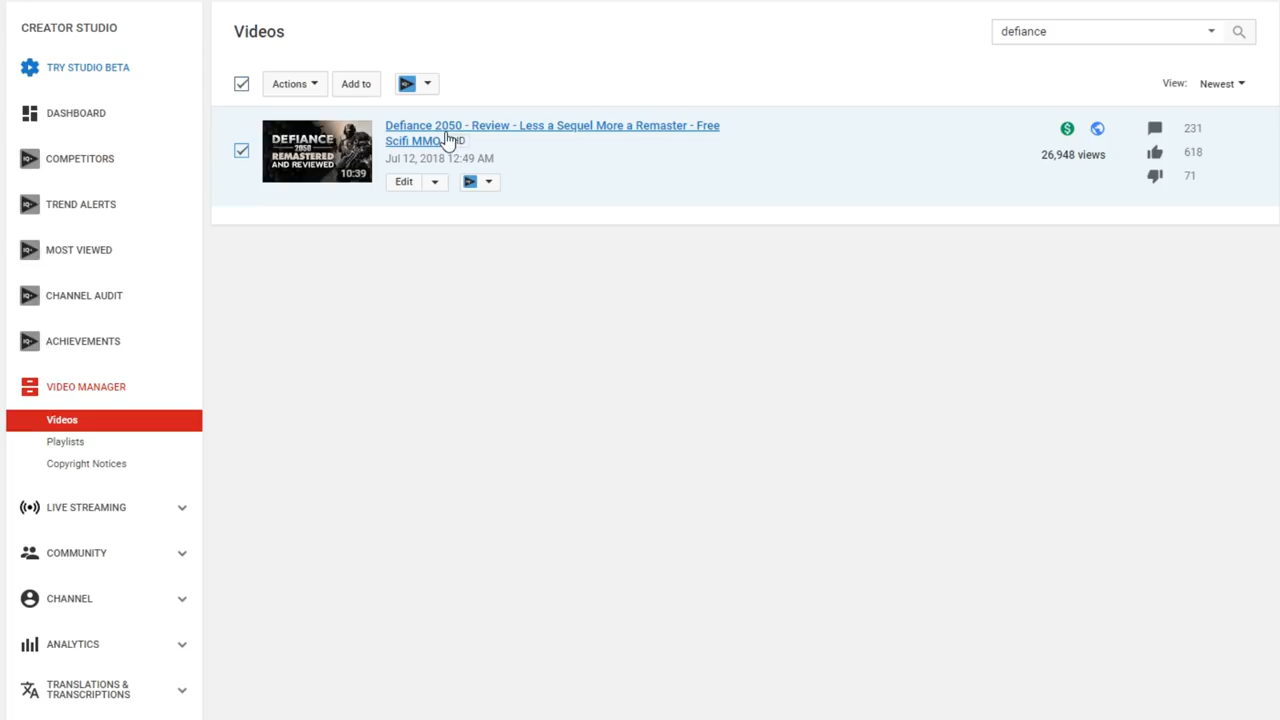 CREATOR STUDIO
TRY STUDIO BETA
DASHBOARD
COMPETITORS
TREND ALERTS
MOST VIEWED
CHANNEL AUDIT
ACHIEVEMENTS
VIDEO MANAGER
Videos
Playlists
Copyright Notices
LIVE STREAMING
COMMUNITY
CHANNEL
ANALYTICS
TRANSLATIONS &
TRANSCRIPTIONS
Videos
defiance
Actions
Add to
View: Newest
DEFIANCE
2050
REMASTERED
AND REVIEWED
10:39
Defiance 2050 - Review - Less a Sequel More a Remaster - Free
Scifi MMO
Jul 12, 2018 12:49 AM
Edit
26,948 views
231
618
71